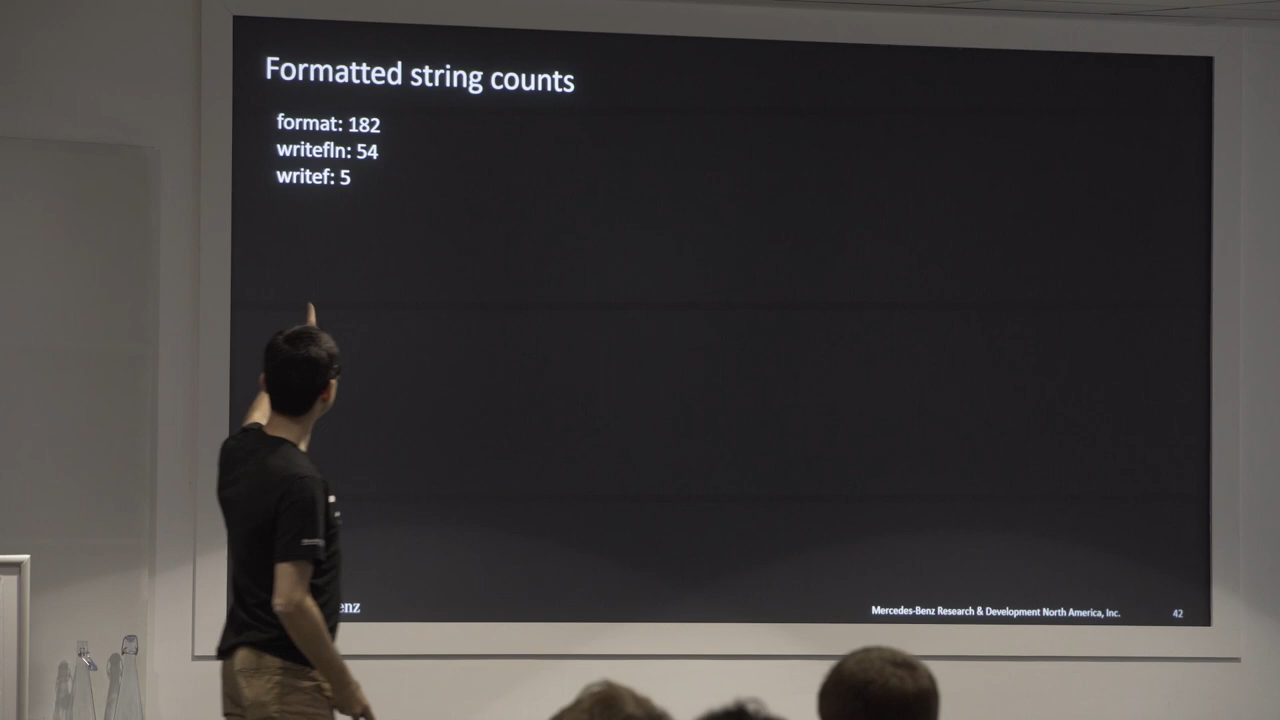 Formatted string counts
format: 182
writefln: 54
writef: 5
enz
Mercedes-Benz Research & Development North America, Inc.
42